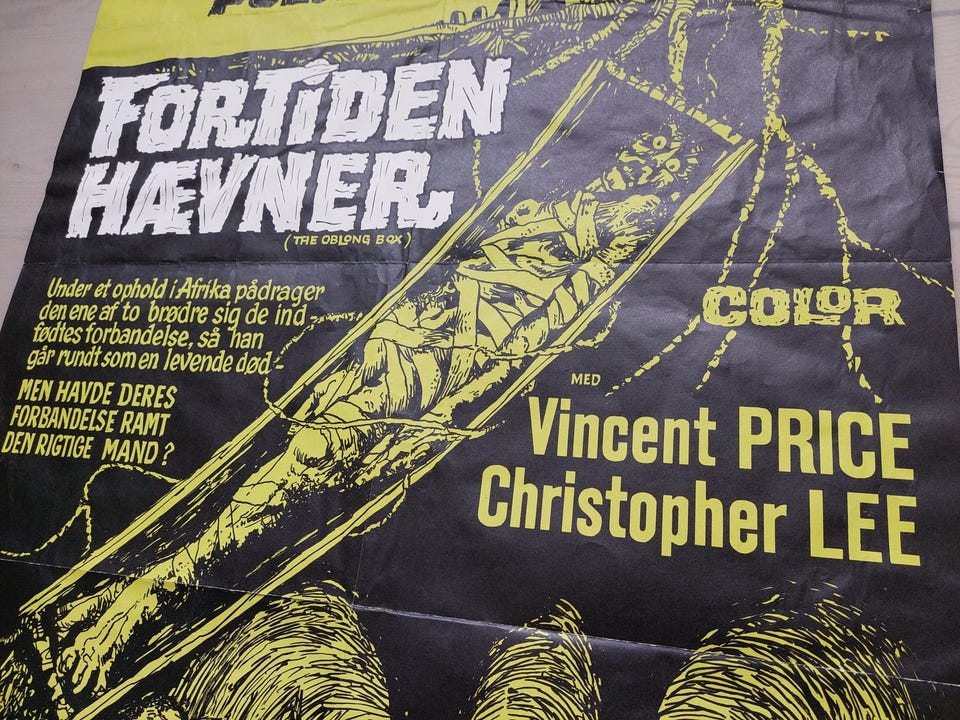 FORTIDEN
HÆVNER
(THE OBLONG BOX)
Under et ophold i Afrika pådrager
den ene af to brødre sig de ind-
fødtes forbandelse, så han
går rundt som en levende død -
MEN HAVDE DERES
FORBANDELSE RAMT
DEN RIGTIGE MAND?
COLOR
MED
Vincent PRICE
Christopher LEE